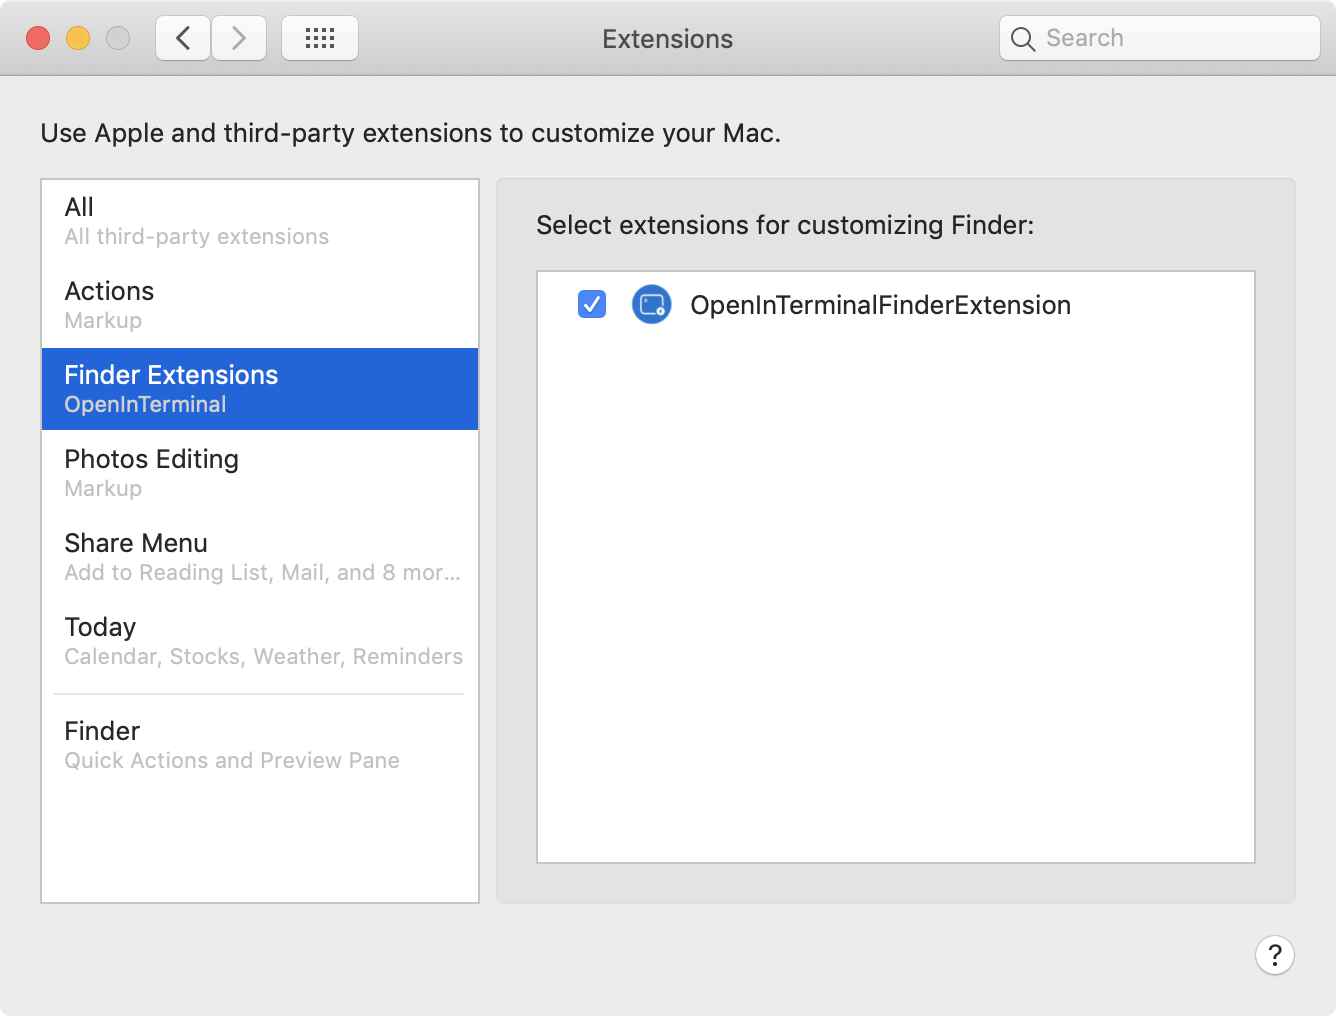 Extensions
Search
Use Apple and third-party extensions to customize your Mac.
All
All third-party extensions
Actions
Markup
Finder Extensions
OpenInTerminal
Photos Editing
Markup
Share Menu
Add to Reading List, Mail, and 8 mor...
Today
Calendar, Stocks, Weather, Reminders
Finder
Quick Actions and Preview Pane
Select extensions for customizing Finder:
OpenInTerminalFinderExtension
?